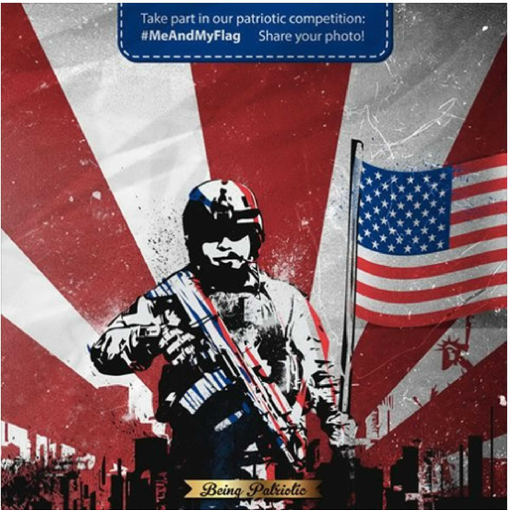 Take part in our patriotic competition:
#MeAndMyFlag Share your photo!
Being Patriotic